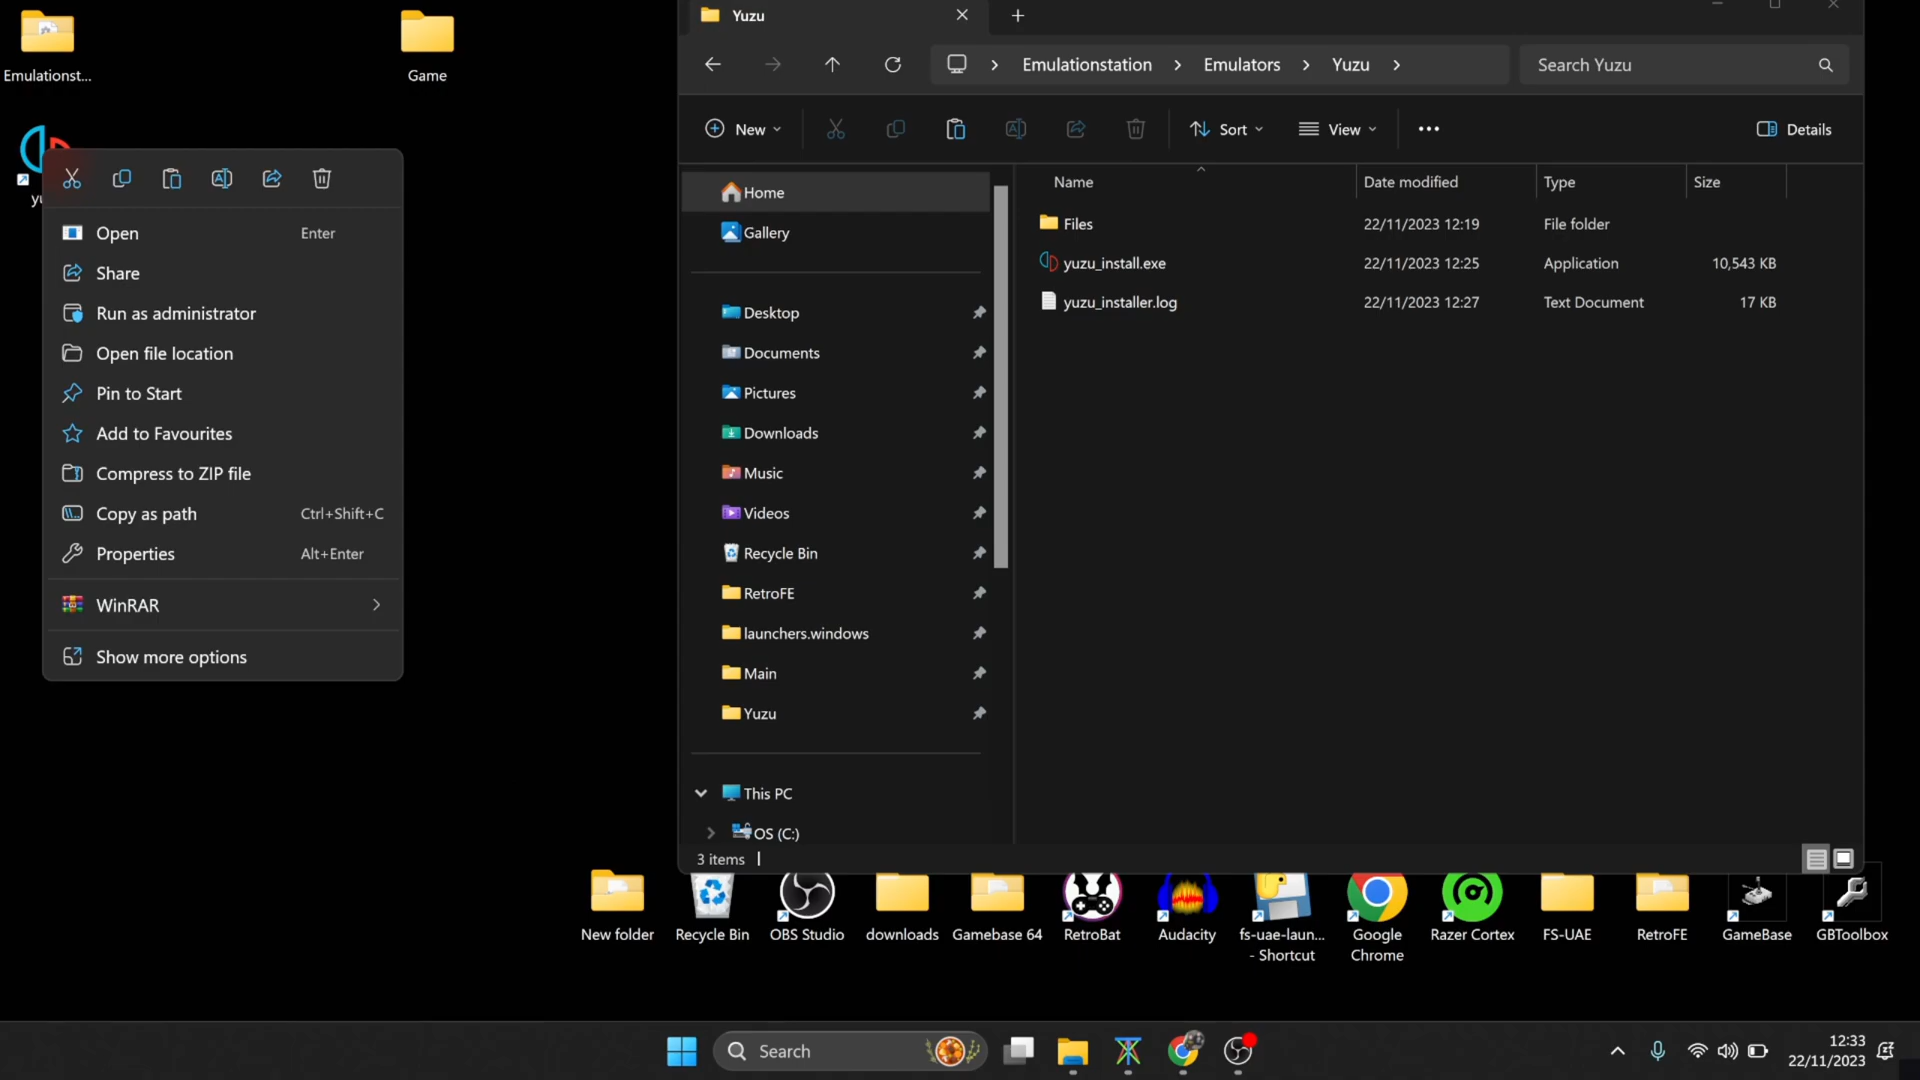 Emulationst...
Game
yu
Open Enter
Share
Run as administrator
Open file location
Pin to Start
Add to Favourites
Compress to ZIP file
Copy as path Ctrl+Shift+C
Properties Alt+Enter
WinRAR
Show more options
Yuzu
Emulationstation Emulators Yuzu
Search Yuzu
New
Sort
View
Details
Home
Gallery
Desktop
Documents
Pictures
Downloads
Music
Videos
Recycle Bin
RetroFE
launchers.windows
Main
Yuzu
This PC
OS (C:)
Name Date modified Type Size
Files 22/11/2023 12:19 File folder
yuzu_install.exe 22/11/2023 12:25 Application 10,543 KB
yuzu_installer.log 22/11/2023 12:27 Text Document 17 KB
3 items
New folder
Recycle Bin
OBS Studio
downloads
Gamebase 64
RetroBat
Audacity
fs-uae-laun...
- Shortcut
Google
Chrome
Razer Cortex
FS-UAE
RetroFE
GameBase
GBToolbox
Search
12:33
22/11/2023